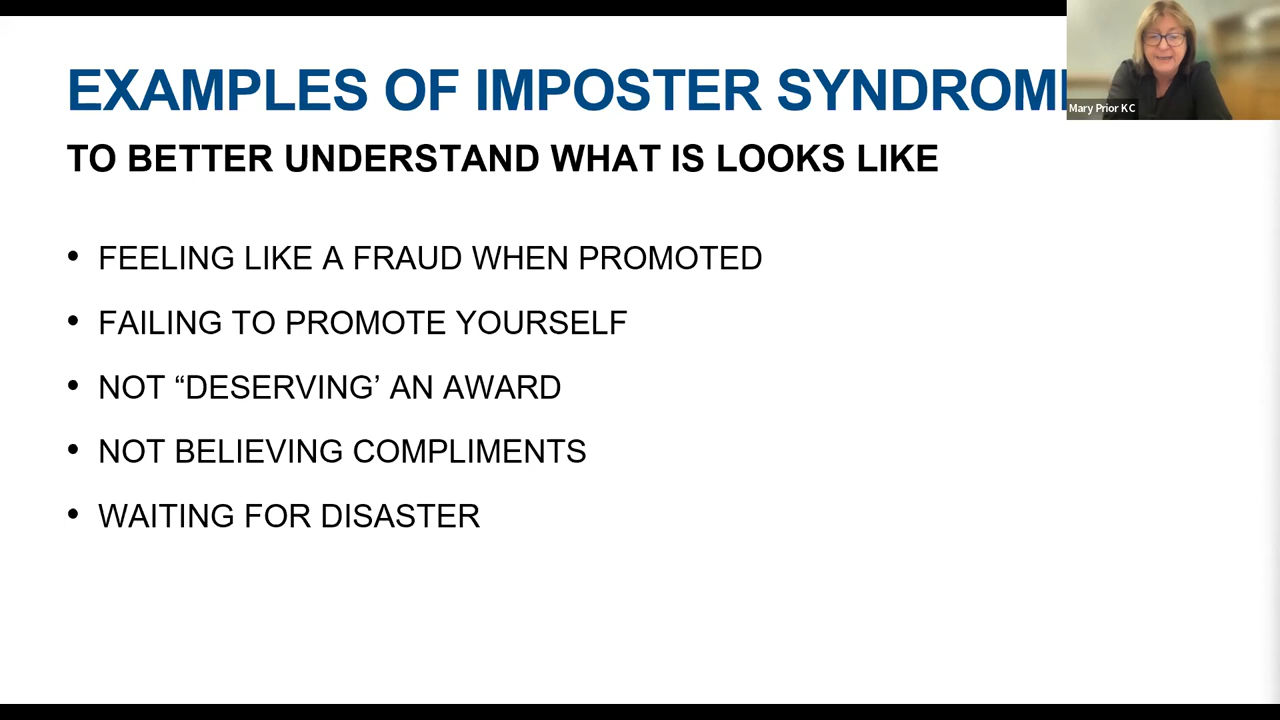 EXAMPLES OF IMPOSTER SYNDROM
Mary Prior KC
TO BETTER UNDERSTAND WHAT IS LOOKS LIKE
• FEELING LIKE A FRAUD WHEN PROMOTED
• FAILING TO PROMOTE YOURSELF
• NOT “DESERVING’ AN AWARD
• NOT BELIEVING COMPLIMENTS
• WAITING FOR DISASTER